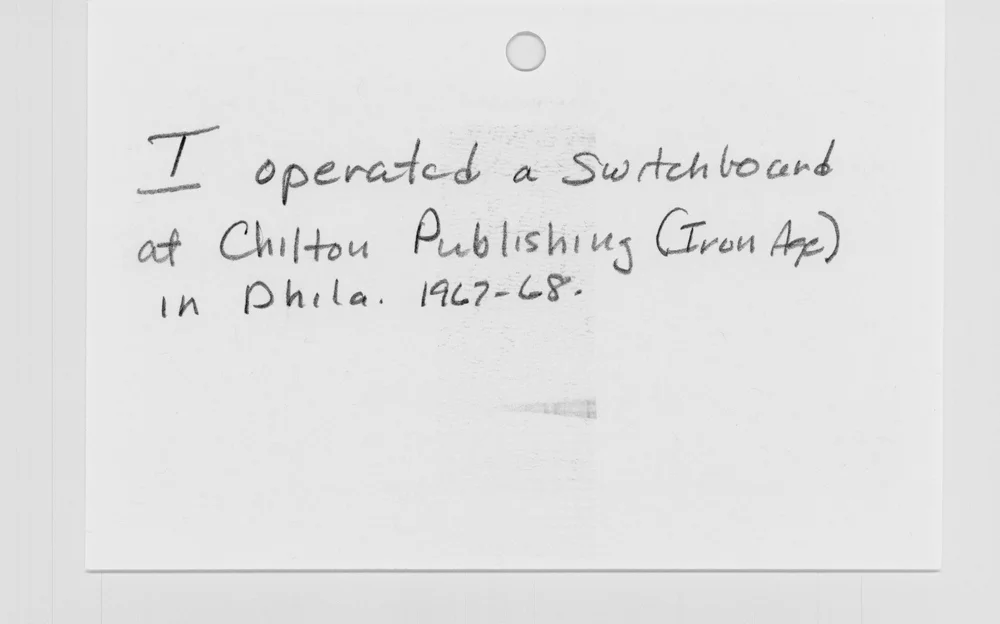 I operated a Switchboard
at Chilton Publishing (Iron Age)
in Phila. 1967-68.